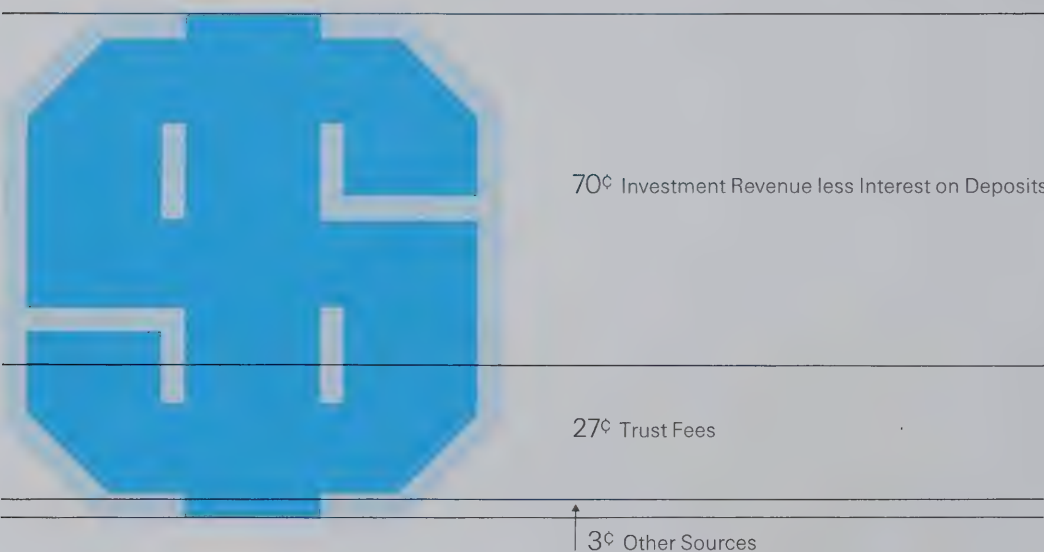 70¢ Investment Revenue less Interest on Deposits
27¢ Trust Fees
3¢ Other Sources